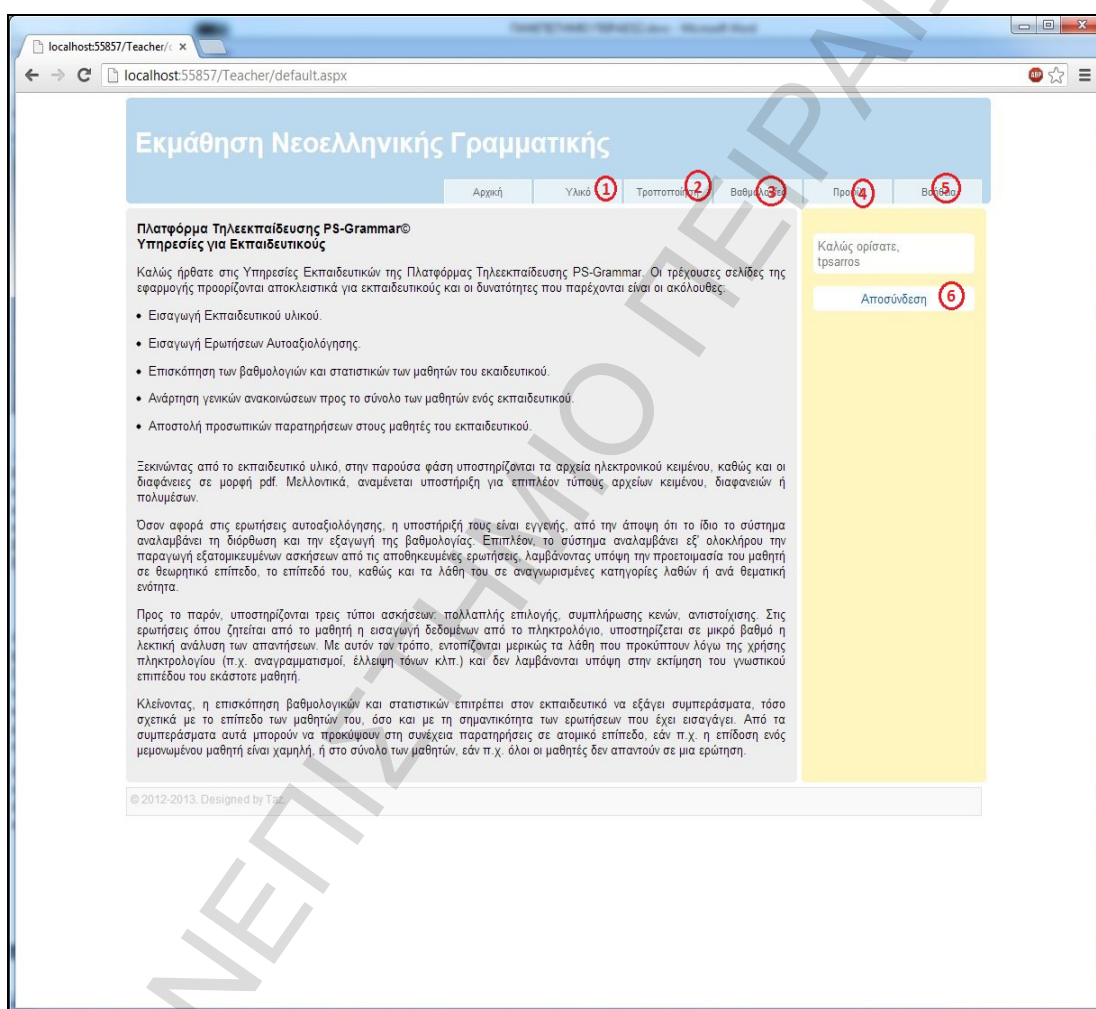 localhost:55857/Teacher/
localhost:55857/Teacher/default.aspx
Εκμάθηση Νεοελληνικής Γραμματικής
Αρχική Υλικό 1 Τροποποίηση 2 3 4 5
Πλατφόρμα Τηλεεκπαίδευσης PS-Grammar©
Υπηρεσίες για Εκπαιδευτικούς
Καλώς ήρθατε στις Υπηρεσίες Εκπαιδευτικών της Πλατφόρμας Τηλεεκπαίδευσης PS-Grammar. Οι τρέχουσες σελίδες της
εφαρμογής προορίζονται αποκλειστικά για εκπαιδευτικούς και οι δυνατότητες που παρέχονται είναι οι ακόλουθες:
• Εισαγωγή Εκπαιδευτικού υλικού.
• Εισαγωγή Ερωτήσεων Αυτοαξιολόγησης.
• Επισκόπηση των βαθμολογιών και στατιστικών των μαθητών του εκαιδευτικού.
• Ανάρτηση γενικών ανακοινώσεων προς το σύνολο των μαθητών ενός εκπαιδευτικού.
• Αποστολή προσωπικών παρατηρήσεων στους μαθητές του εκπαιδευτικού.
Ξεκινώντας από το εκπαιδευτικό υλικό, στην παρούσα φάση υποστηρίζονται τα αρχεία ηλεκτρονικού κειμένου, καθώς και οι
διαφάνειες σε μορφή pdf. Μελλοντικά, αναμένεται υποστήριξη για επιπλέον τύπους αρχείων κειμένου, διαφανειών ή
πολυμέσων.
Όσον αφορά στις ερωτήσεις αυτοαξιολόγησης, η υποστήριξή τους είναι εγγενής, από την άποψη ότι το ίδιο το σύστημα
αναλαμβάνει τη διόρθωση και την εξαγωγή της βαθμολογίας. Επιπλέον, το σύστημα αναλαμβάνει εξ' ολοκλήρου την
παραγωγή εξατομικευμένων ασκήσεων από τις αποθηκευμένες ερωτήσεις, λαμβάνοντας υπόψη την προετοιμασία του μαθητή
σε θεωρητικό επίπεδο, το επίπεδό του, καθώς και τα λάθη του σε αναγνωρισμένες κατηγορίες λαθών ή ανά θεματική
ενότητα.
Προς το παρόν, υποστηρίζονται τρεις τύποι ασκήσεων: πολλαπλής επιλογής, συμπλήρωσης κενών, αντιστοίχισης. Στις
ερωτήσεις όπου ζητείται από το μαθητή η εισαγωγή δεδομένων από το πληκτρολόγιο, υποστηρίζεται σε μικρό βαθμό η
λεκτική ανάλυση των απαντήσεων. Με αυτόν τον τρόπο, εντοπίζονται μερικώς τα λάθη που προκύπτουν λόγω της χρήσης
πληκτρολογίου (π.χ. αναγραμματισμοί, έλλειψη τόνων κλπ.) και δεν λαμβάνονται υπόψη στην εκτίμηση του γνωστικού
επιπέδου του εκάστοτε μαθητή.
Κλείνοντας, η επισκόπηση βαθμολογικών και στατιστικών επιτρέπει στον εκπαιδευτικό να εξάγει συμπεράσματα, τόσο
σχετικά με το επίπεδο των μαθητών του, όσο και με τη σημαντικότητα των ερωτήσεων που έχει εισαγάγει. Από τα
συμπεράσματα αυτά μπορούν να προκύψουν στη συνέχεια παρατηρήσεις σε ατομικό επίπεδο, εάν π.χ. η επίδοση ενός
μεμονωμένου μαθητή είναι χαμηλή, ή στο σύνολο των μαθητών, εάν π.χ. όλοι οι μαθητές δεν απαντούν σε μια ερώτηση.
Καλώς ορίσατε,
tpsarros
Αποσύνδεση 6
© 2012-2013. Designed by Taz.